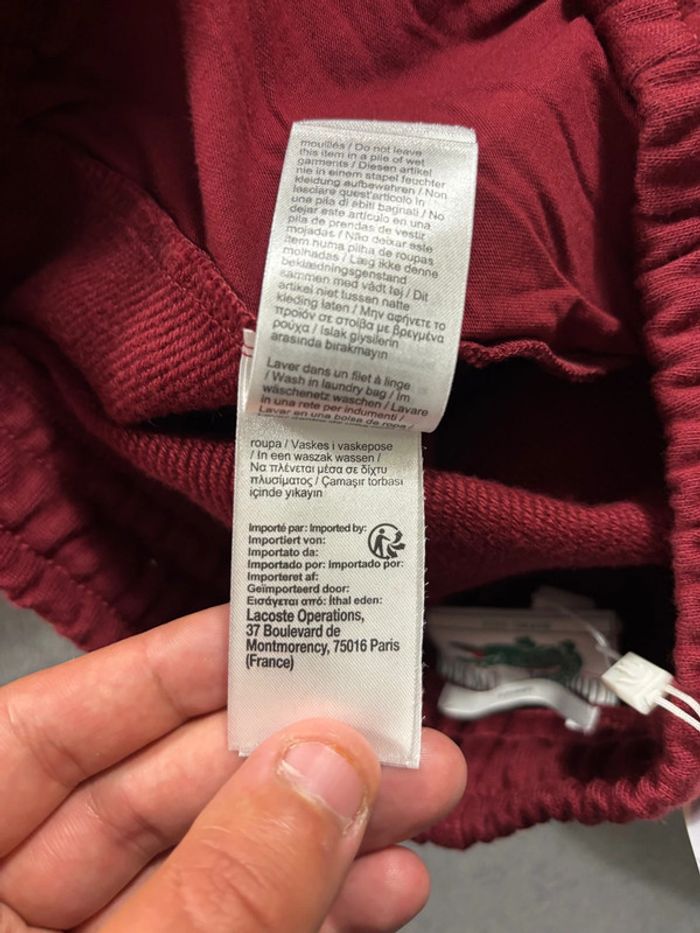 mouillés / Do not leave
this item in a pile of wet
garments / Diesen artikel
nie in einem stapel feuchter
kleidung aufbewahren / Non
lasciare quest'articolo in
una pila di ébiti bagnati / No
dejar este artículo en una
pila de prendas de vestir
mojadas / Não deixar este
item numa pilha de roupas
molhadas / Læg ikke denne
beklædningsgenstand
sammen med vådt tøj / Dit
artikel niet tussen natte
kleding laten / Μην αφήνετε το
προϊόν σε στοίβα με βρεγμένα
ρούχα / Islak giysilerin
arasında bırakmayın
Laver dans un filet à linge
/ Wash in laundry bag / Im
wäschenetz waschen / Lavare
in una rete per indumenti /
Lavar en una bolsa de ropa /
roupa / Vaskes i vaskepose
/ In een waszak wassen /
Να πλένεται μέσα σε δίχτυ
πλυσίματος / Çamaşır torbası
içinde yıkayın
Importé par: Imported by:
Importiert von:
Importato da:
Importado por: Importado por:
Importeret af:
Geïmporteerd door:
Εισάγεται από: İthal eden:
Lacoste Operations,
37 Boulevard de
Montmorency, 75016 Paris
(France)